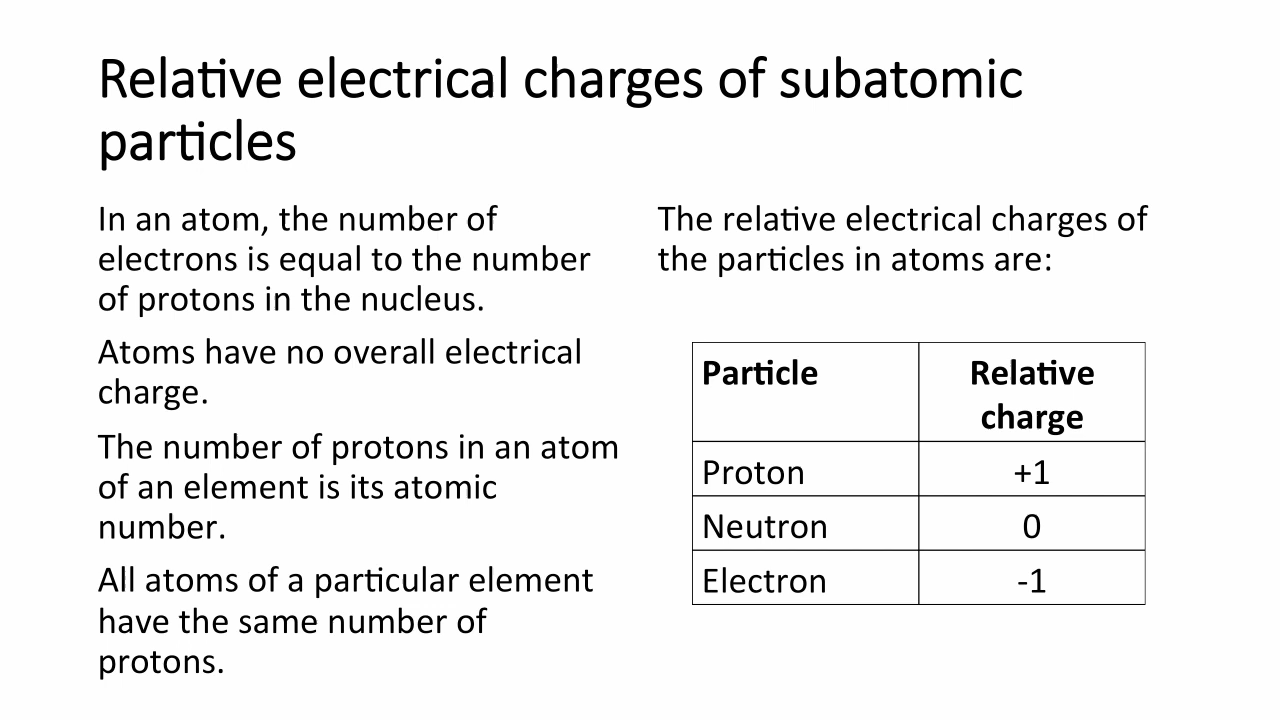 Relative electrical charges of subatomic
particles
In an atom, the number of
electrons is equal to the number
of protons in the nucleus.
Atoms have no overall electrical
charge.
The number of protons in an atom
of an element is its atomic
number.
All atoms of a particular element
have the same number of
protons.
The relative electrical charges of
the particles in atoms are:
Particle Relative
charge
Proton +1
Neutron 0
Electron -1